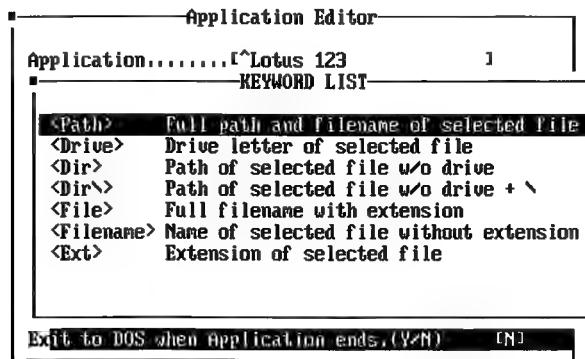 Application Editor
Application........[^Lotus 123 ]
KEYWORD LIST
<Path> Full path and filename of selected file
<Drive> Drive letter of selected file
<Dir> Path of selected file w/o drive
<Dir\> Path of selected file w/o drive + \
<File> Full filename with extension
<Filename> Name of selected file without extension
<Ext> Extension of selected file
Exit to DOS when Application ends.(Y/N) [N]